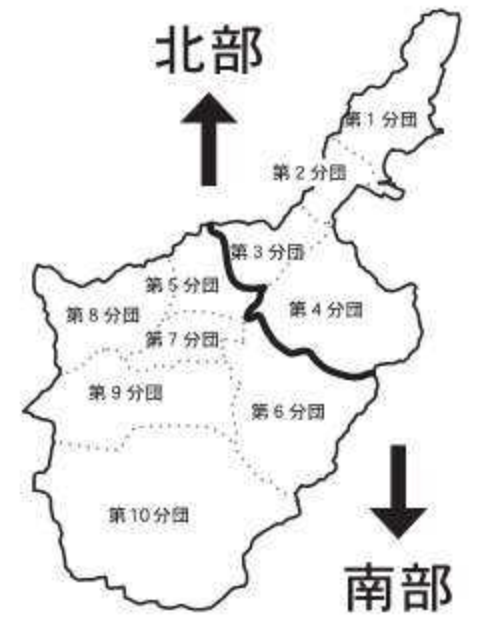 北部
第1分団
第2分団
第3分団
第5分団
第4分団
第8分団
第7分団
第9分団
第6分団
第10分団
南部